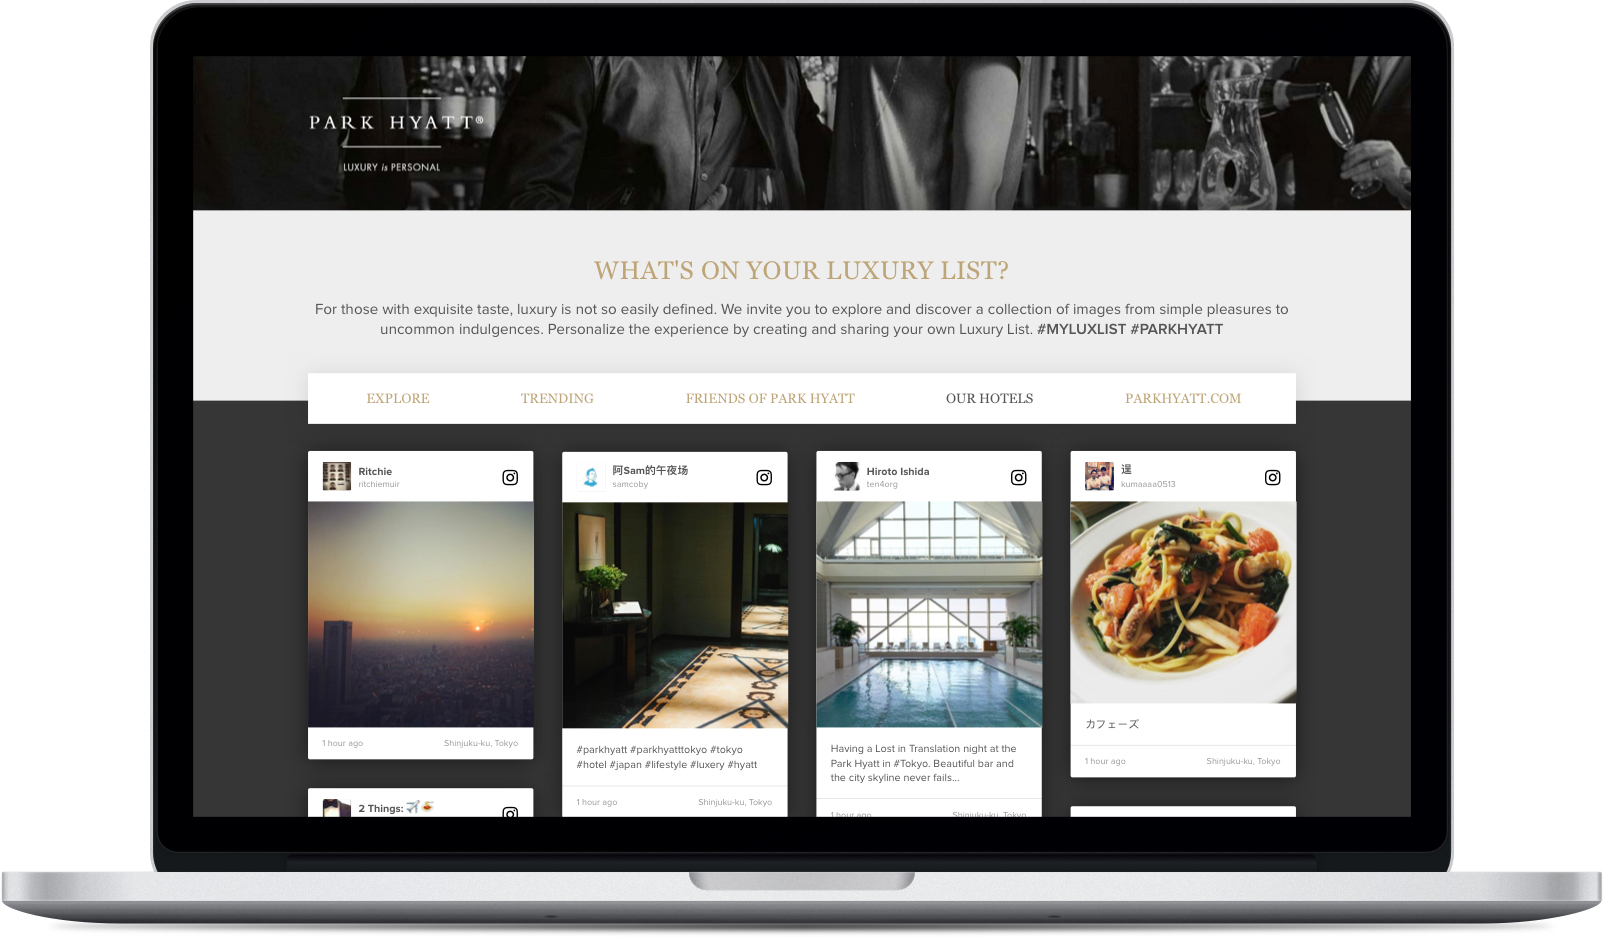 PARK HYATT®
LUXURY is PERSONAL
WHAT'S ON YOUR LUXURY LIST?
For those with exquisite taste, luxury is not so easily defined. We invite you to explore and discover a collection of images from simple pleasures to
uncommon indulgences. Personalize the experience by creating and sharing your own Luxury List. #MYLUXLIST #PARKHYATT
EXPLORE
TRENDING
FRIENDS OF PARK HYATT
OUR HOTELS
PARKHYATT.COM
Ritchie
ritchiemuir
1 hour ago
Shinjuku-ku, Tokyo
2 Things: ✈️🍝
阿Sam的午夜场
samcoby
#parkhyatt #parkhyatttokyo #tokyo
#hotel #japan #lifestyle #luxery #hyatt
1 hour ago
Shinjuku-ku, Tokyo
Hiroto Ishida
ten4org
Having a Lost in Translation night at the
Park Hyatt in #Tokyo. Beautiful bar and
the city skyline never fails...
1 hour ago
Shinjuku-ku, Tokyo
kumaaaa0513
カフェーズ
1 hour ago
Shinjuku-ku, Tokyo